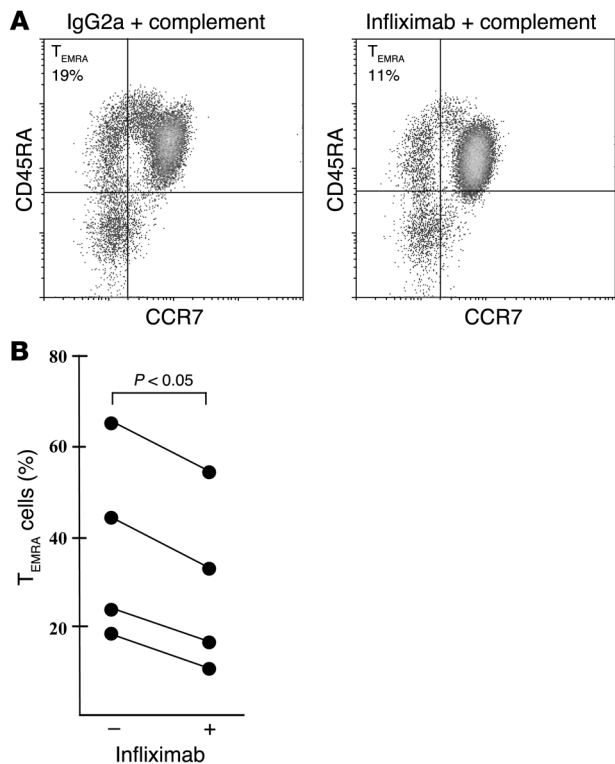 A
IgG2a + complement
Infliximab + complement
TEMRA
19%
TEMRA
11%
CD45RA
CD45RA
CCR7
CCR7
B
80
P < 0.05
60
40
20
TEMRA cells (%)
– +
Infliximab